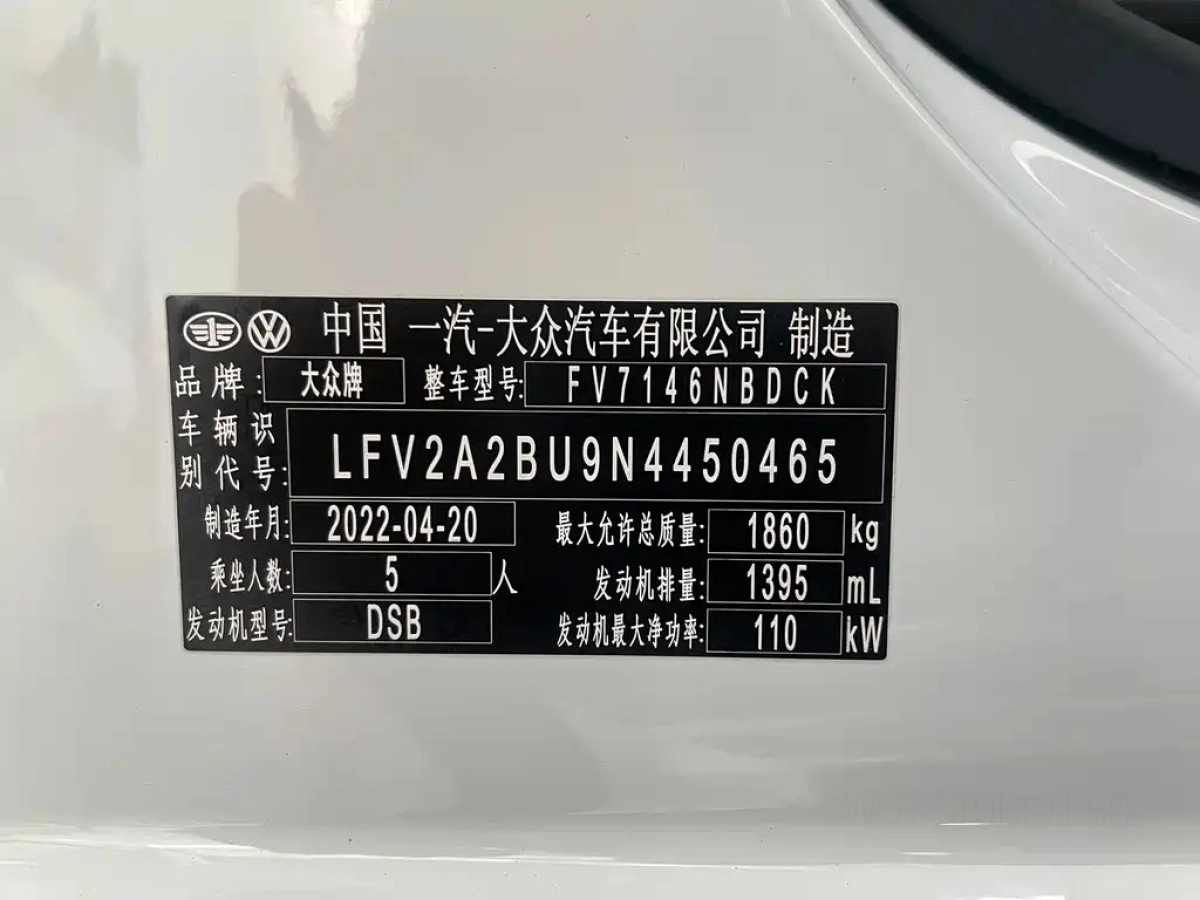 中国 一汽-大众汽车有限公司 制造
品牌: 大众牌 整车型号: FV7146NBDCK
车辆识别代号: LFV2A2BU9N4450465
制造年月: 2022-04-20 最大允许总质量: 1860 kg
乘坐人数: 5 人 发动机排量: 1395 mL
发动机型号: DSB 发动机最大净功率: 110 kW